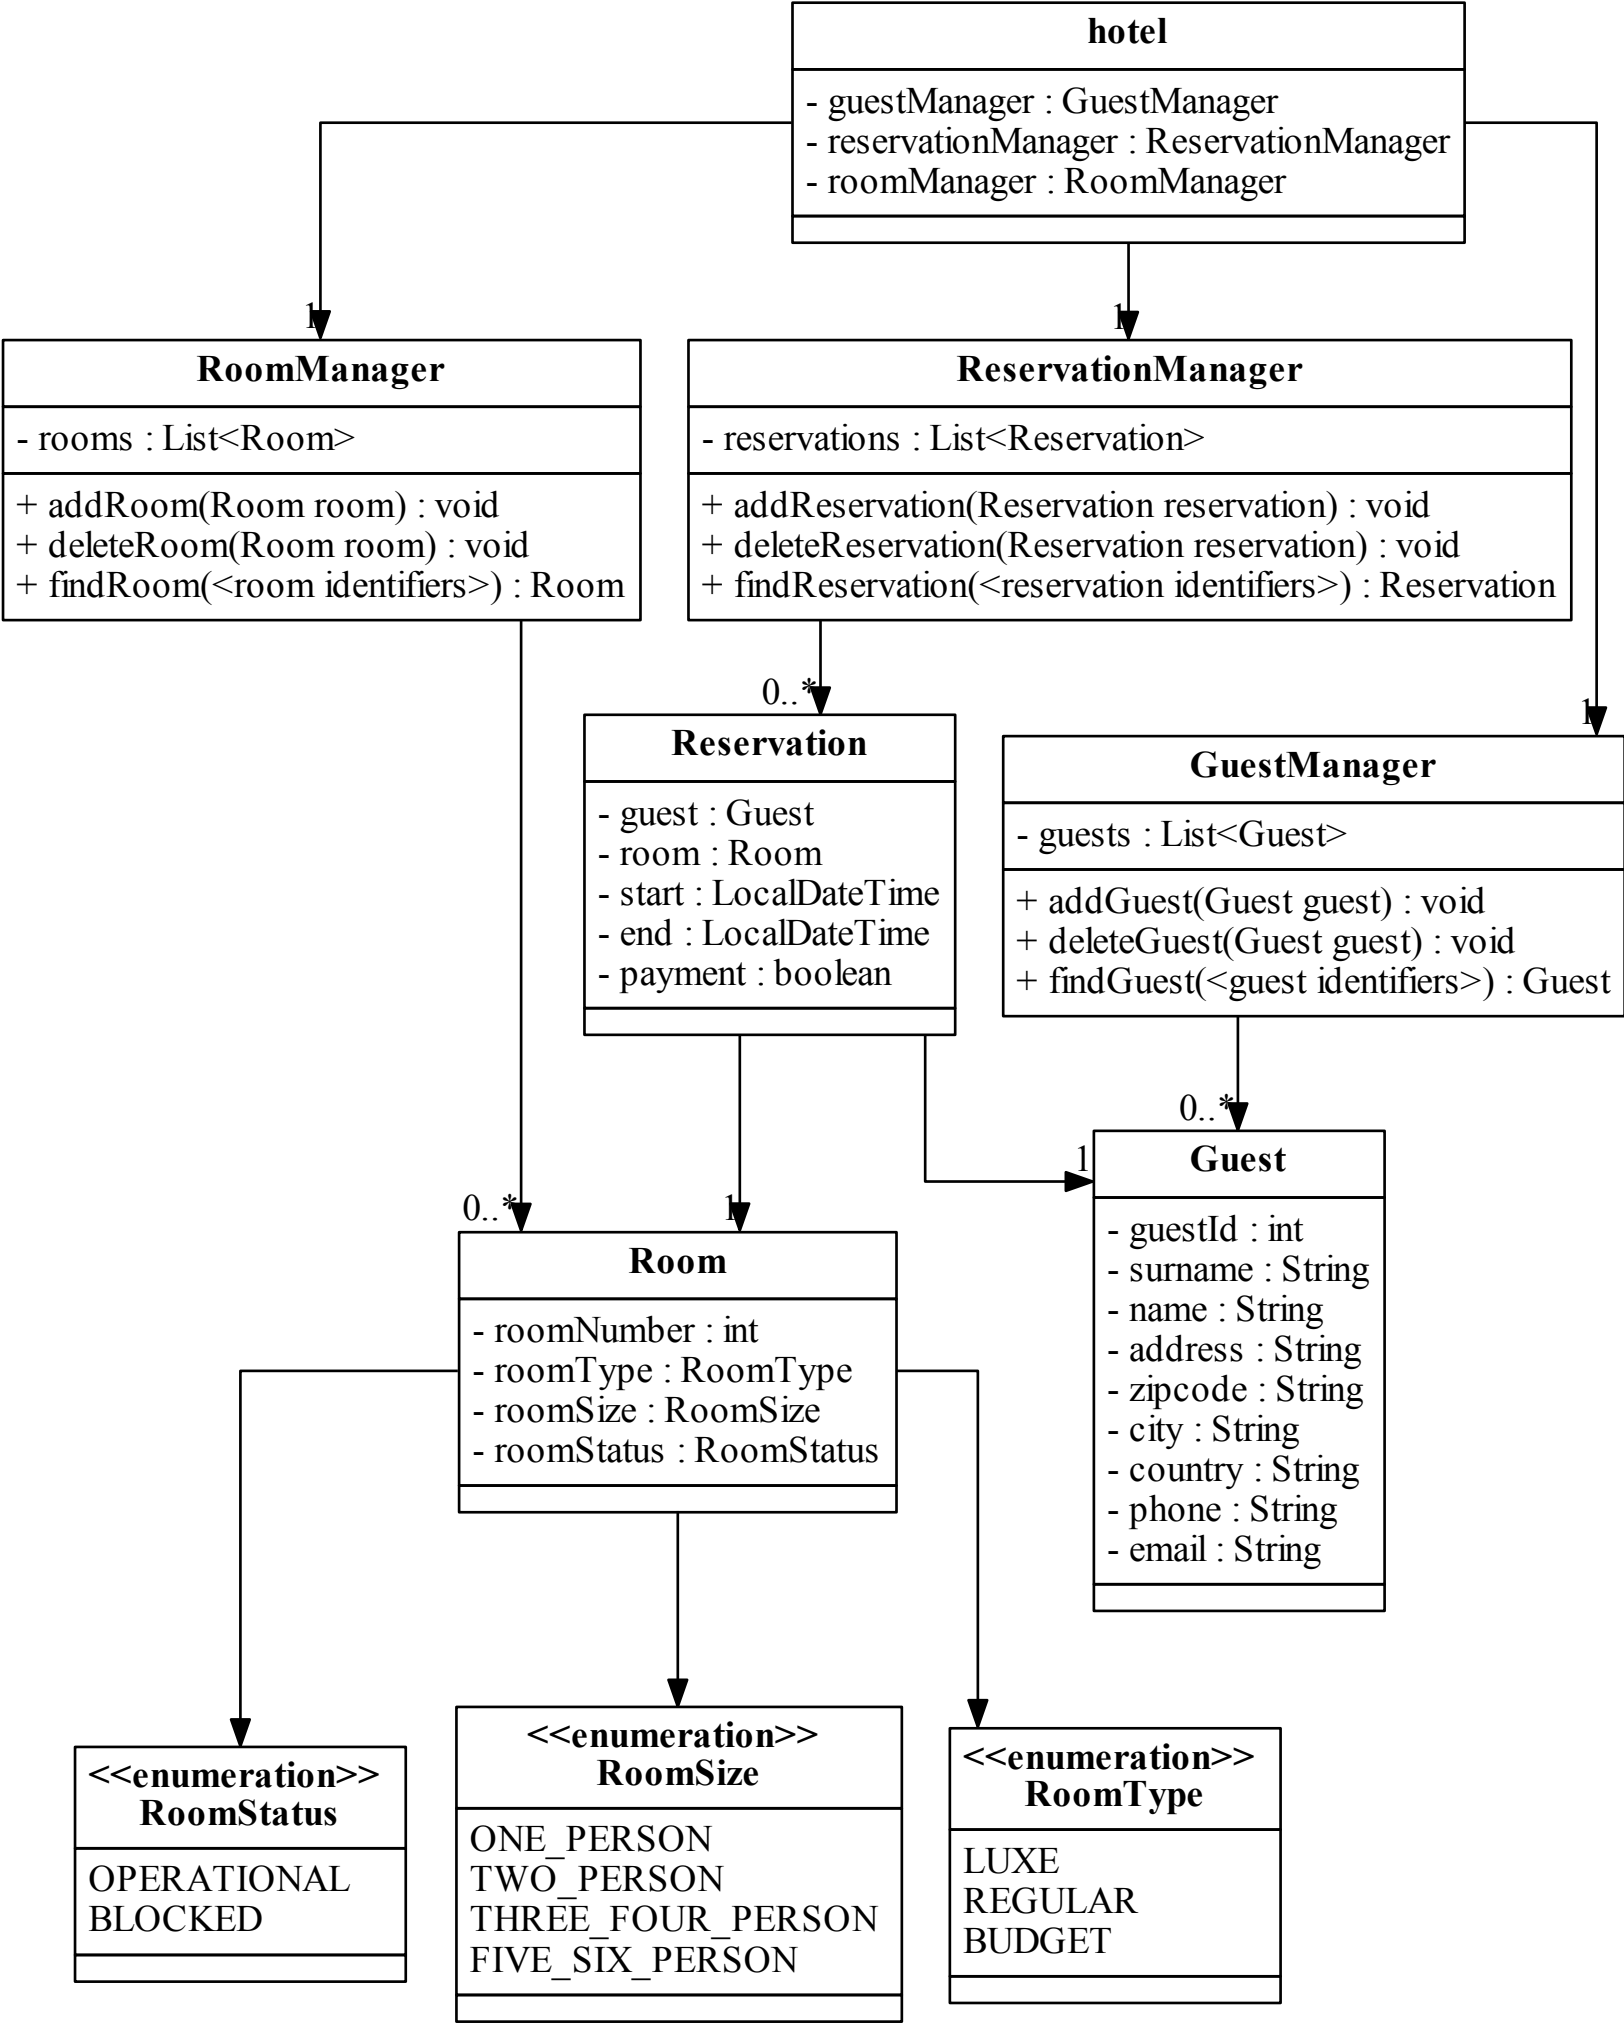 hotel
- guestManager : GuestManager
- reservationManager : ReservationManager
- roomManager : RoomManager
1
1
1
RoomManager
- rooms : List<Room>
+ addRoom(Room room) : void
+ deleteRoom(Room room) : void
+ findRoom(<room identifiers>) : Room
ReservationManager
- reservations : List<Reservation>
+ addReservation(Reservation reservation) : void
+ deleteReservation(Reservation reservation) : void
+ findReservation(<reservation identifiers>) : Reservation
0..*
Reservation
- guest : Guest
- room : Room
- start : LocalDateTime
- end : LocalDateTime
- payment : boolean
GuestManager
- guests : List<Guest>
+ addGuest(Guest guest) : void
+ deleteGuest(Guest guest) : void
+ findGuest(<guest identifiers>) : Guest
0..*
1
0..*
1
Guest
- guestId : int
- surname : String
- name : String
- address : String
- zipcode : String
- city : String
- country : String
- phone : String
- email : String
Room
- roomNumber : int
- roomType : RoomType
- roomSize : RoomSize
- roomStatus : RoomStatus
<<enumeration>>
RoomStatus
OPERATIONAL
BLOCKED
<<enumeration>>
RoomSize
ONE_PERSON
TWO_PERSON
THREE_FOUR_PERSON
FIVE_SIX_PERSON
<<enumeration>>
RoomType
LUXE
REGULAR
BUDGET